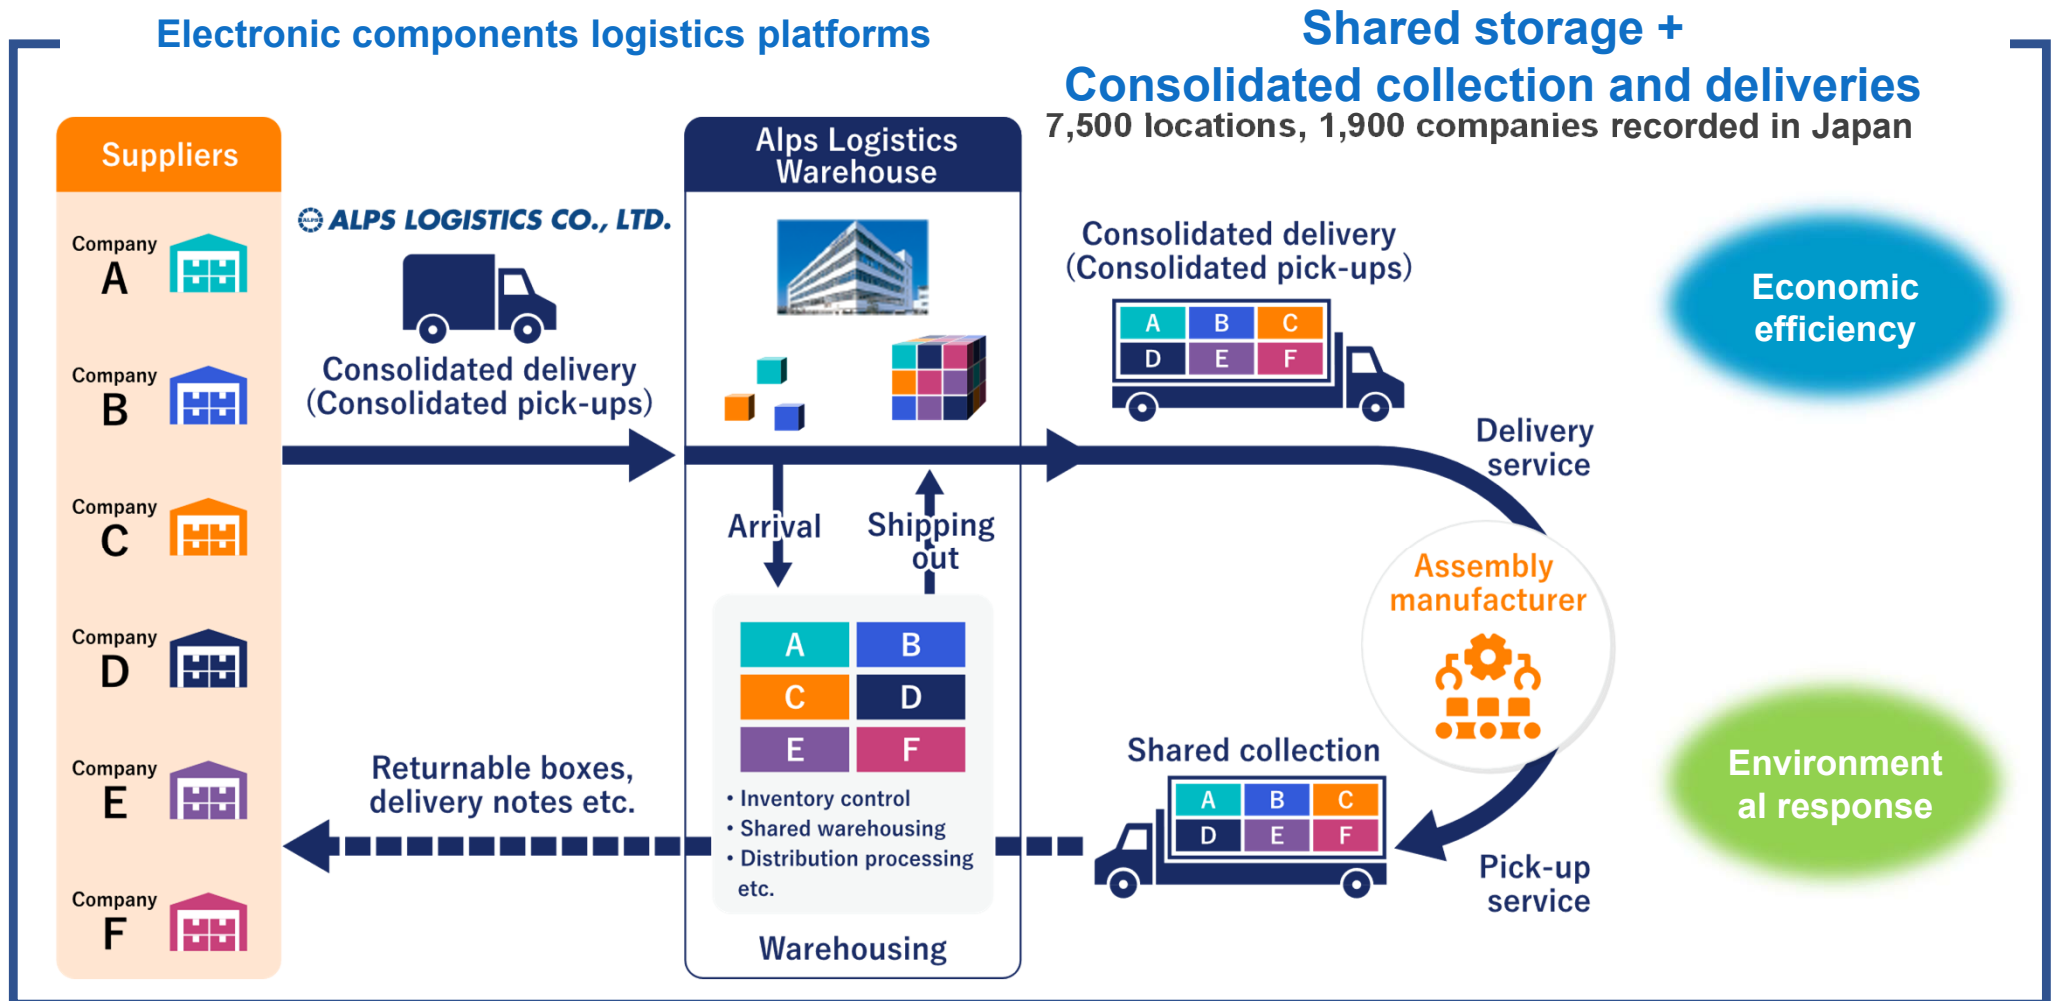 Electronic components logistics platforms
Shared storage +
Consolidated collection and deliveries
7,500 locations, 1,900 companies recorded in Japan
Suppliers
Company
A
Company
B
Company
C
Company
D
Company
E
Company
F
ALPS
ALPS LOGISTICS CO., LTD.
Consolidated delivery
(Consolidated pick-ups)
Returnable boxes,
delivery notes etc.
Alps Logistics
Warehouse
Arrival
Shipping
out
A B
C D
E F
• Inventory control
• Shared warehousing
• Distribution processing
etc.
Warehousing
Consolidated delivery
(Consolidated pick-ups)
A B C
D E F
Delivery
service
Assembly
manufacturer
Shared collection
A B C
D E F
Pick-up
service
Economic
efficiency
Environment
al response